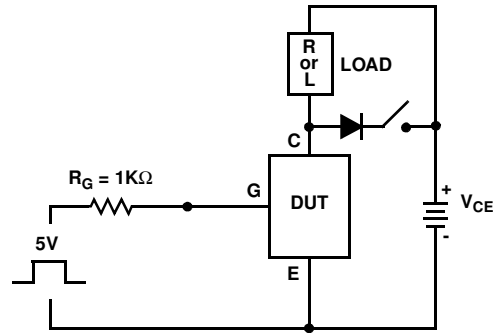 R
or
L
LOAD
C
R_G = 1KΩ
G
DUT
+
V_CE
-
5V
E